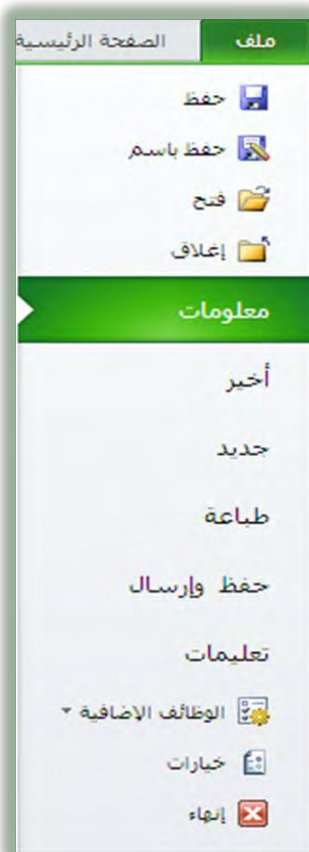 ملف الصفحة الرئيسية
حفظ
حفظ باسم
فتح
إغلاق
معلومات
أخير
جديد
طباعة
حفظ وإرسال
تعليمات
الوظائف الإضافية
خيارات
إنهاء